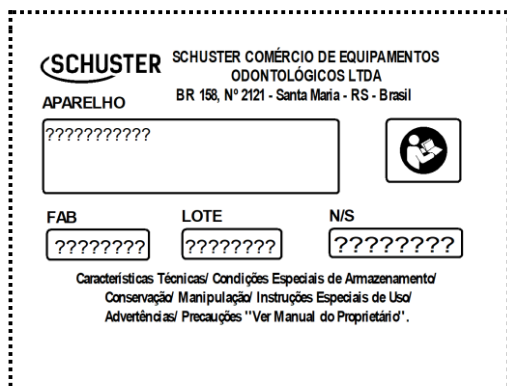 SCHUSTER
SCHUSTER COMÉRCIO DE EQUIPAMENTOS
ODONTOLÓGICOS LTDA
BR 158, Nº 2121 - Santa Maria - RS - Brasil
APARELHO
???????????
FAB
LOTE
N/S
????????
????????
????????
Características Técnicas/ Condições Especiais de Armazenamento/
Conservação/ Manipulação/ Instruções Especiais de Uso/
Advertências/ Precauções "Ver Manual do Proprietário".